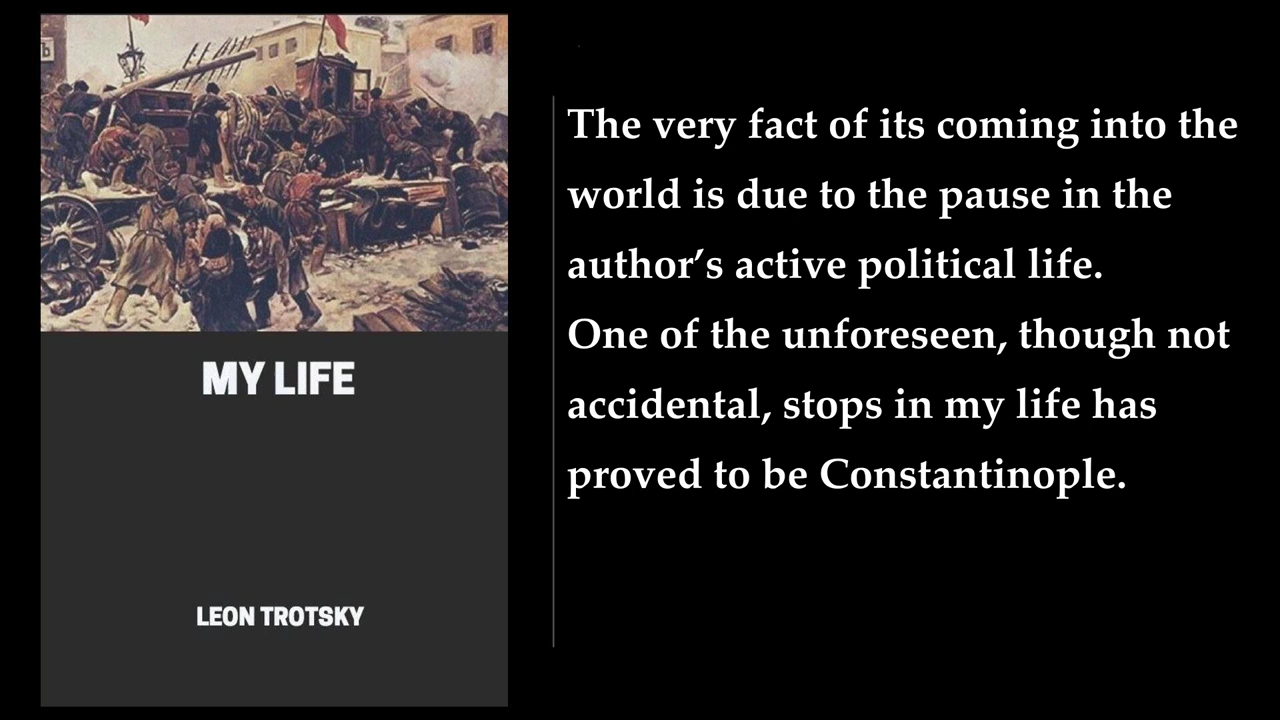 MY LIFE
LEON TROTSKY
The very fact of its coming into the
world is due to the pause in the
author’s active political life.
One of the unforeseen, though not
accidental, stops in my life has
proved to be Constantinople.